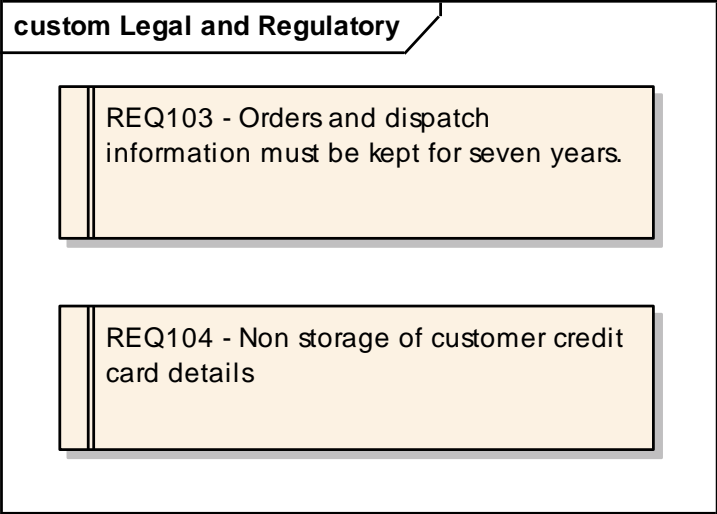 custom Legal and Regulatory
REQ103 - Orders and dispatch
information must be kept for seven years.
REQ104 - Non storage of customer credit
card details